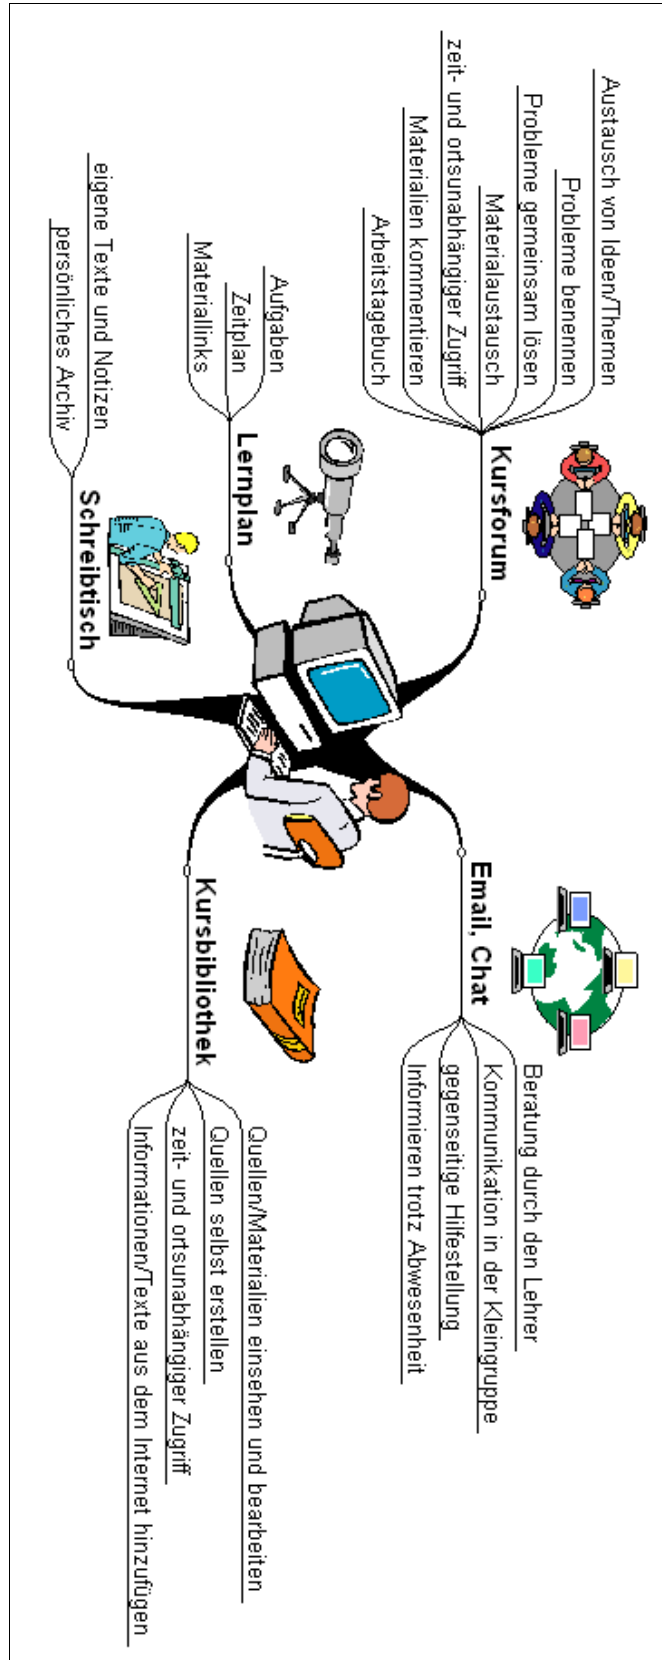 Austausch von Ideen/Themen
Probleme benennen
Probleme gemeinsam lösen
Materialaustausch
zeit- und ortsunabhängiger Zugriff
Materialien kommentieren
Arbeitstagebuch
Kursforum
Aufgaben
Zeitplan
Materiallinks
Lernplan
eigene Texte und Notizen
persönliches Archiv
Schreibtisch
Email, Chat
Beratung durch den Lehrer
Kommunikation in der Kleingruppe
gegenseitige Hilfestellung
Informieren trotz Abwesenheit
Kursbibliothek
Quellen/Materialien einsehen und bearbeiten
Quellen selbst erstellen
zeit- und ortsunabhängiger Zugriff
Informationen/Texte aus dem Internet hinzufügen